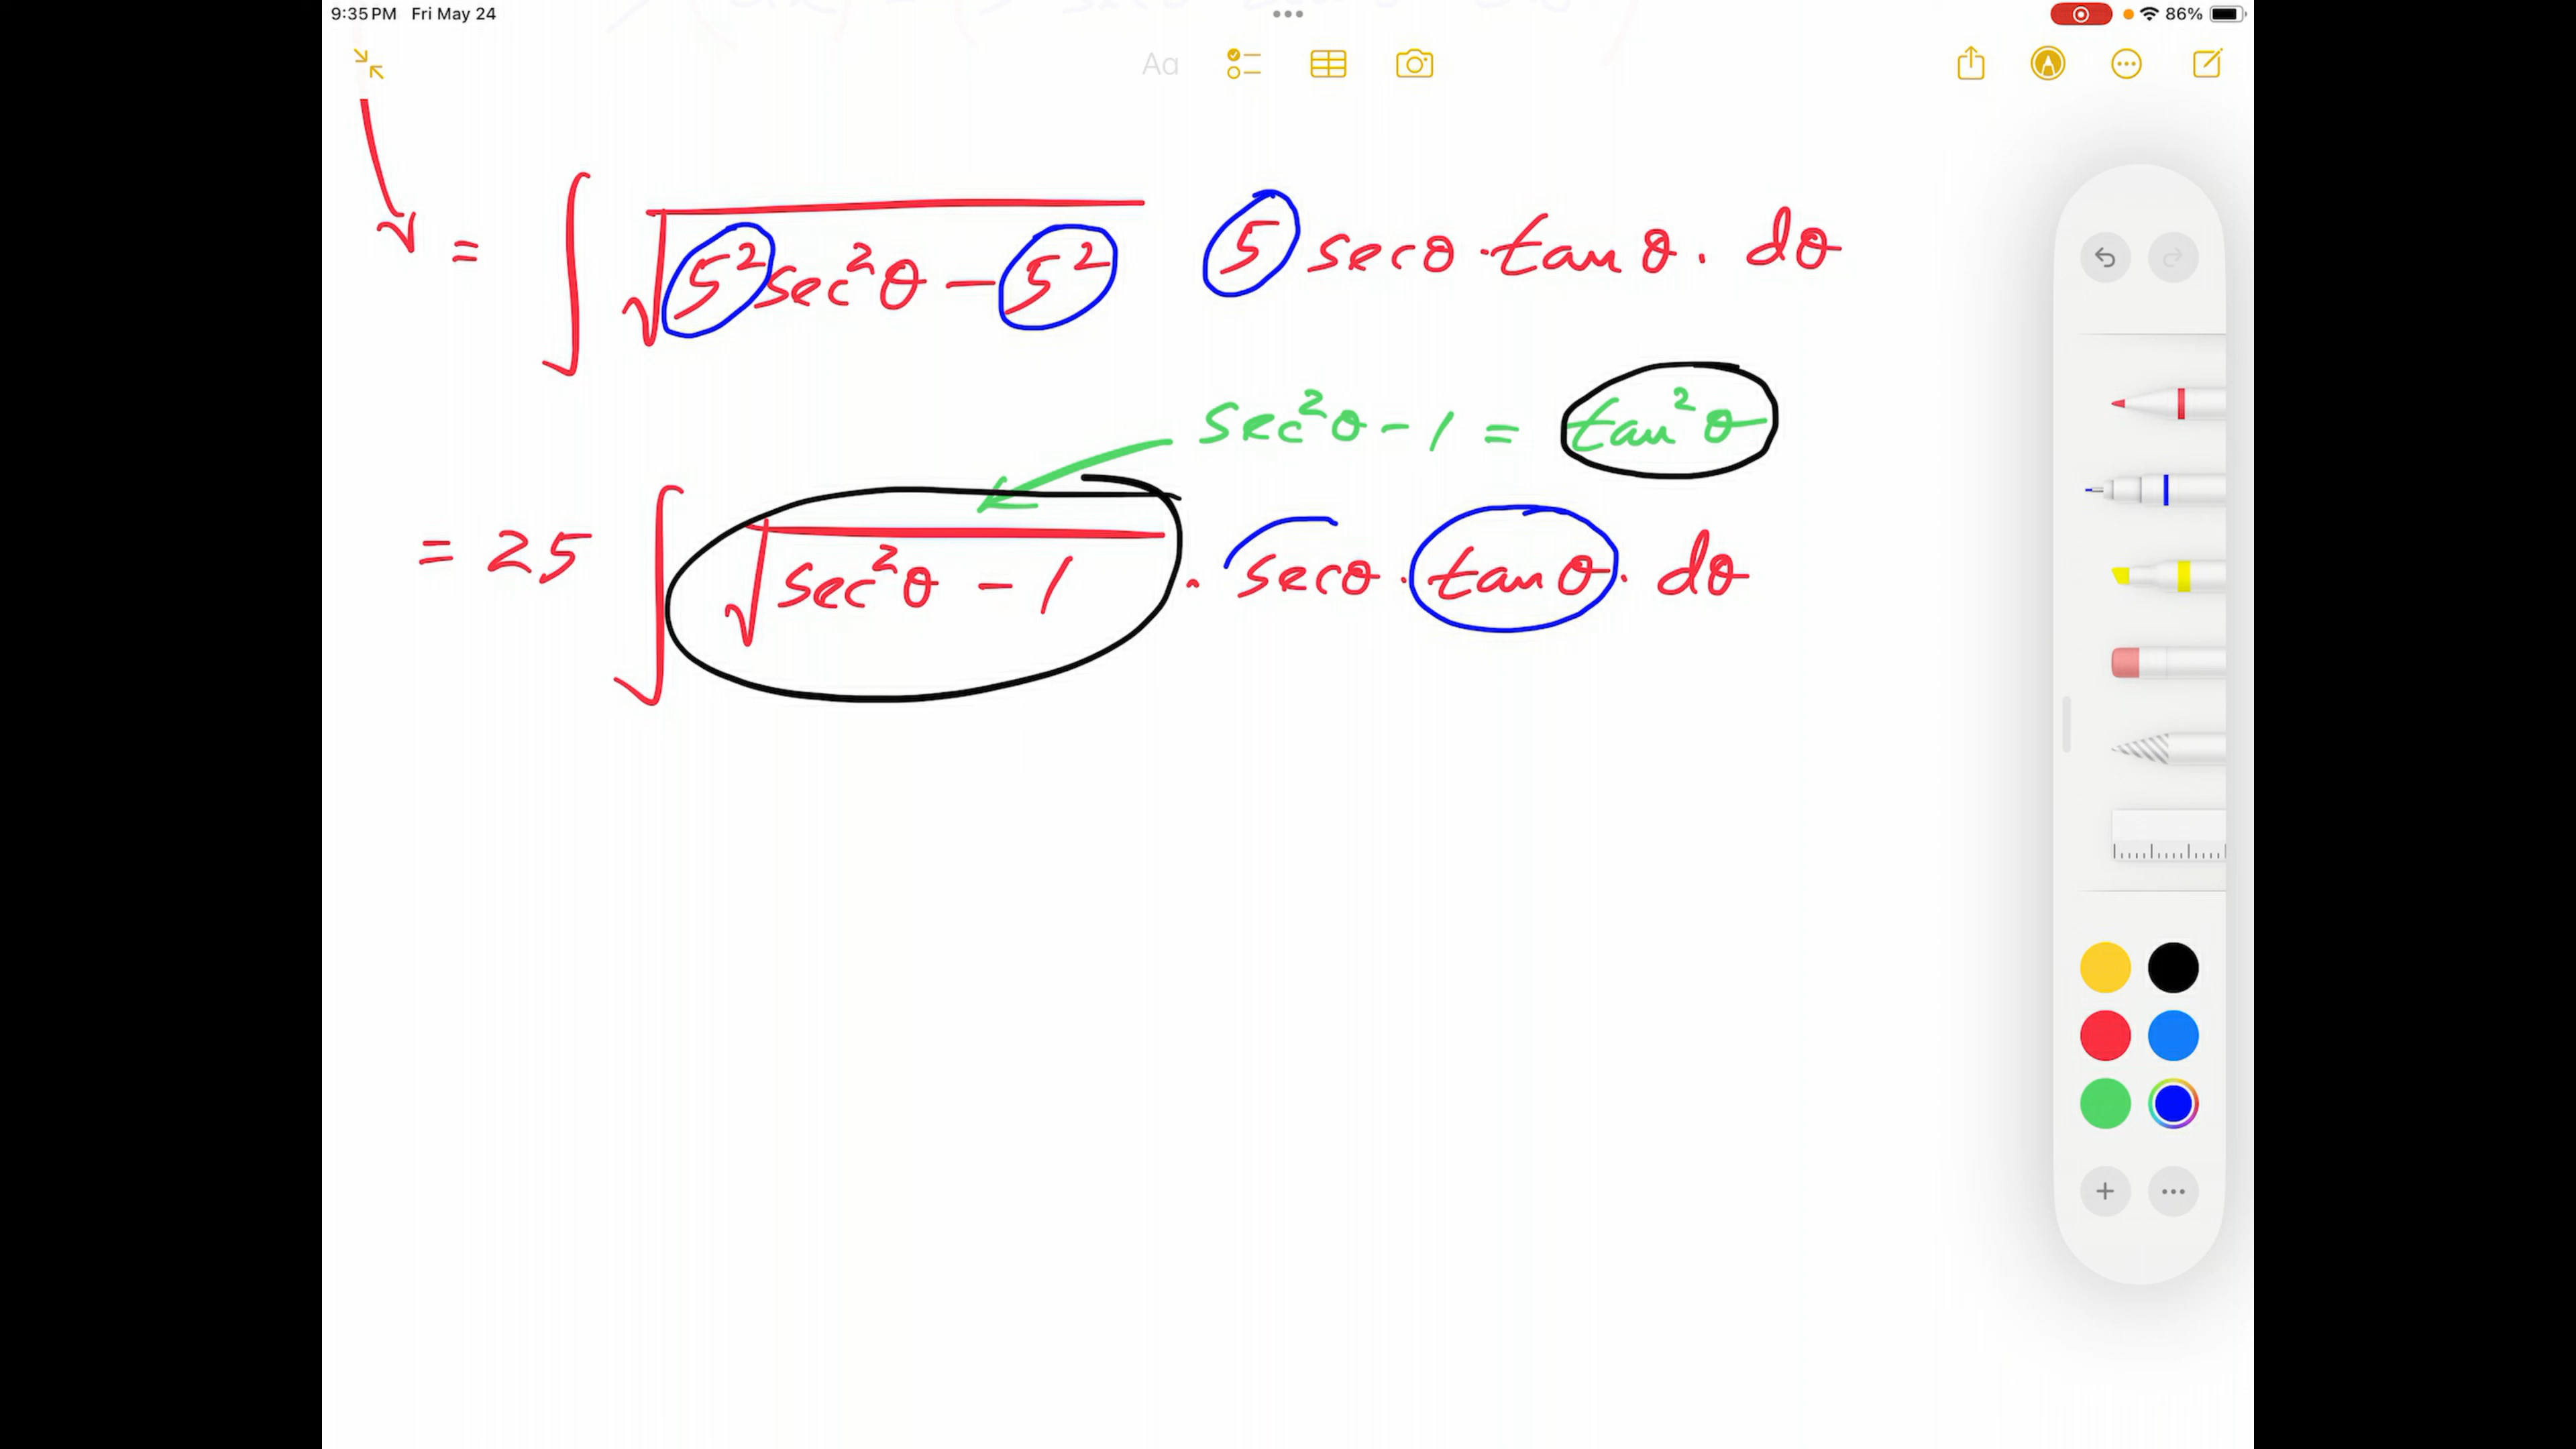 9:35 PM Fri May 24
86%
Aa
= ∫ √(5² sec²θ − 5²) 5 secθ · tanθ · dθ
sec²θ − 1 = tan²θ
= 25 ∫ √(sec²θ − 1) · secθ · tanθ · dθ